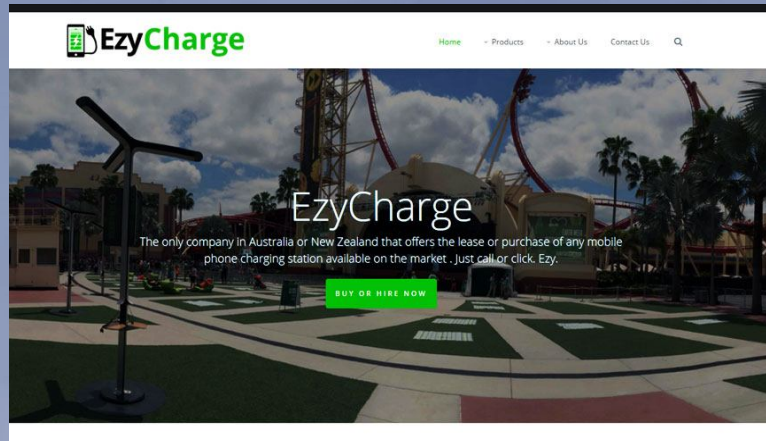 EzyCharge
Home
Products
About Us
Contact Us
EzyCharge
The only company in Australia or New Zealand that offers the lease or purchase of any mobile
phone charging station available on the market . Just call or click. Ezy.
BUY OR HIRE NOW